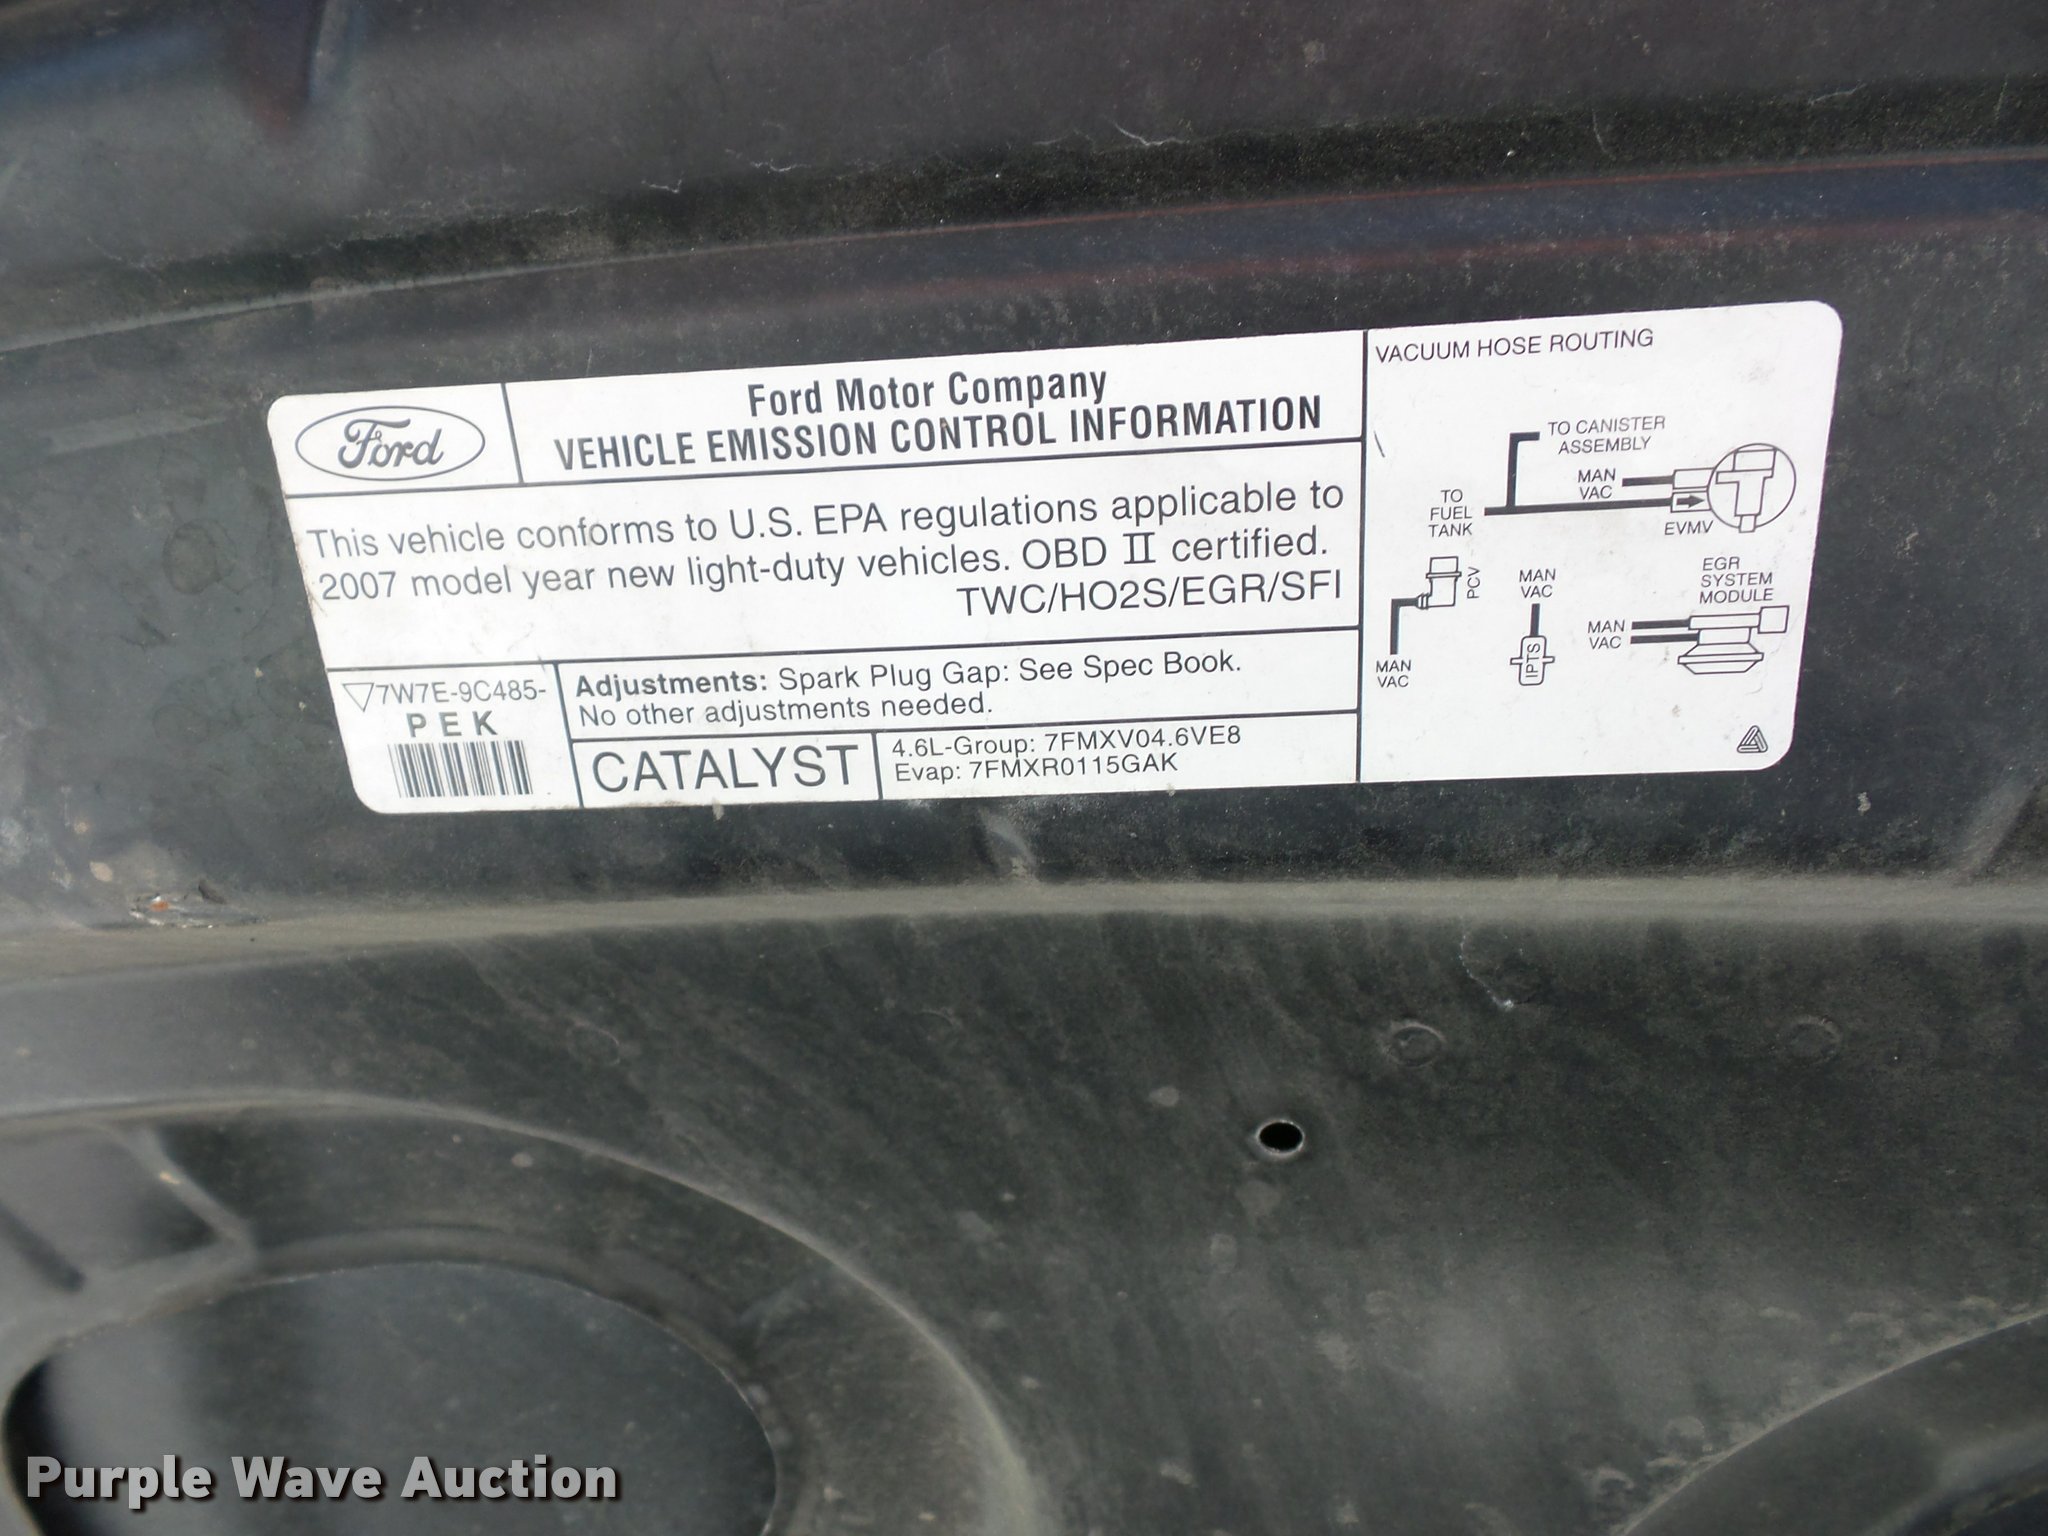 Ford
Ford Motor Company
VEHICLE EMISSION CONTROL INFORMATION
This vehicle conforms to U.S. EPA regulations applicable to
2007 model year new light-duty vehicles. OBD II certified.
TWC/HO2S/EGR/SFI
7W7E-9C485-
PEK
Adjustments: Spark Plug Gap: See Spec Book.
No other adjustments needed.
CATALYST
4.6L-Group: 7FMXV04.6VE8
Evap: 7FMXR0115GAK
VACUUM HOSE ROUTING
TO CANISTER
ASSEMBLY
MAN
VAC
TO
FUEL
TANK
EVMV
PCV
MAN
VAC
MAN
VAC
IPTS
EGR
SYSTEM
MODULE
MAN
VAC
Purple Wave Auction